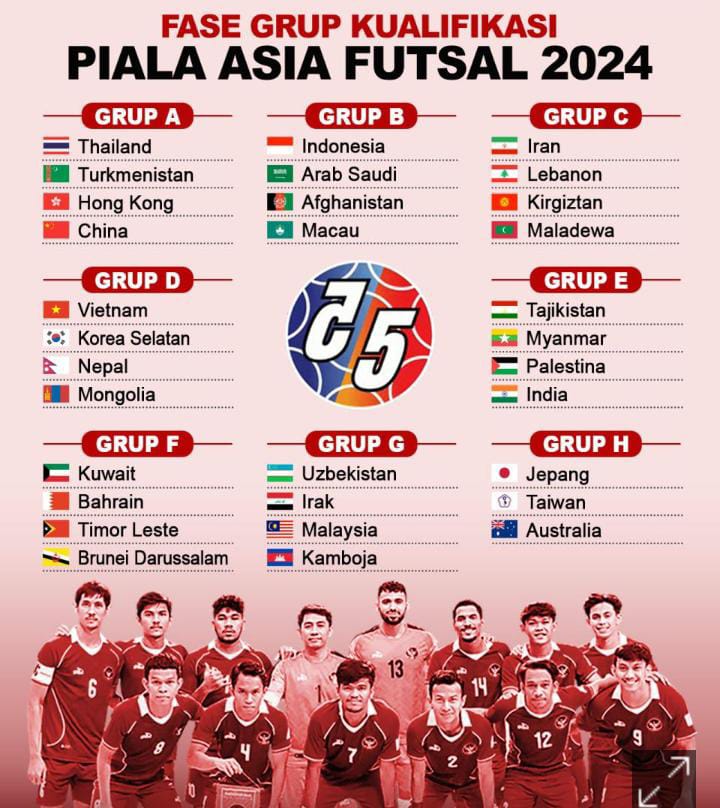 FASE GRUP KUALIFIKASI
PIALA ASIA FUTSAL 2024
GRUP A
Thailand
Turkmenistan
Hong Kong
China
GRUP B
Indonesia
Arab Saudi
Afghanistan
Macau
GRUP C
Iran
Lebanon
Kirgiztan
Maladewa
GRUP D
Vietnam
Korea Selatan
Nepal
Mongolia
5 5
GRUP E
Tajikistan
Myanmar
Palestina
India
GRUP F
Kuwait
Bahrain
Timor Leste
Brunei Darussalam
GRUP G
Uzbekistan
Irak
Malaysia
Kamboja
GRUP H
Jepang
Taiwan
Australia
6
1
13
14
8
4
7
2
12
9